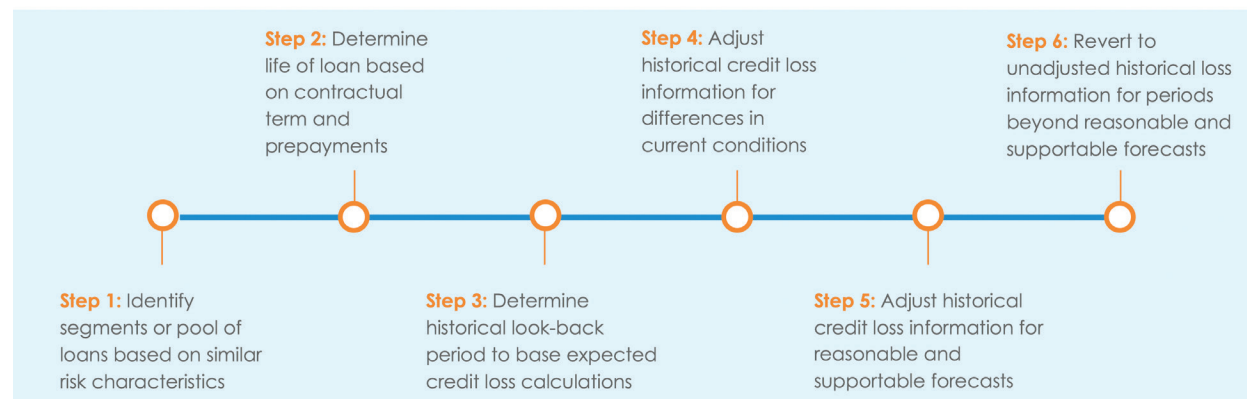 Step 1: Identify
segments or pool of
loans based on similar
risk characteristics
Step 2: Determine
life of loan based
on contractual
term and
prepayments
Step 3: Determine
historical look-back
period to base expected
credit loss calculations
Step 4: Adjust
historical credit loss
information for
differences in
current conditions
Step 5: Adjust historical
credit loss information for
reasonable and
supportable forecasts
Step 6: Revert to
unadjusted historical loss
information for periods
beyond reasonable and
supportable forecasts